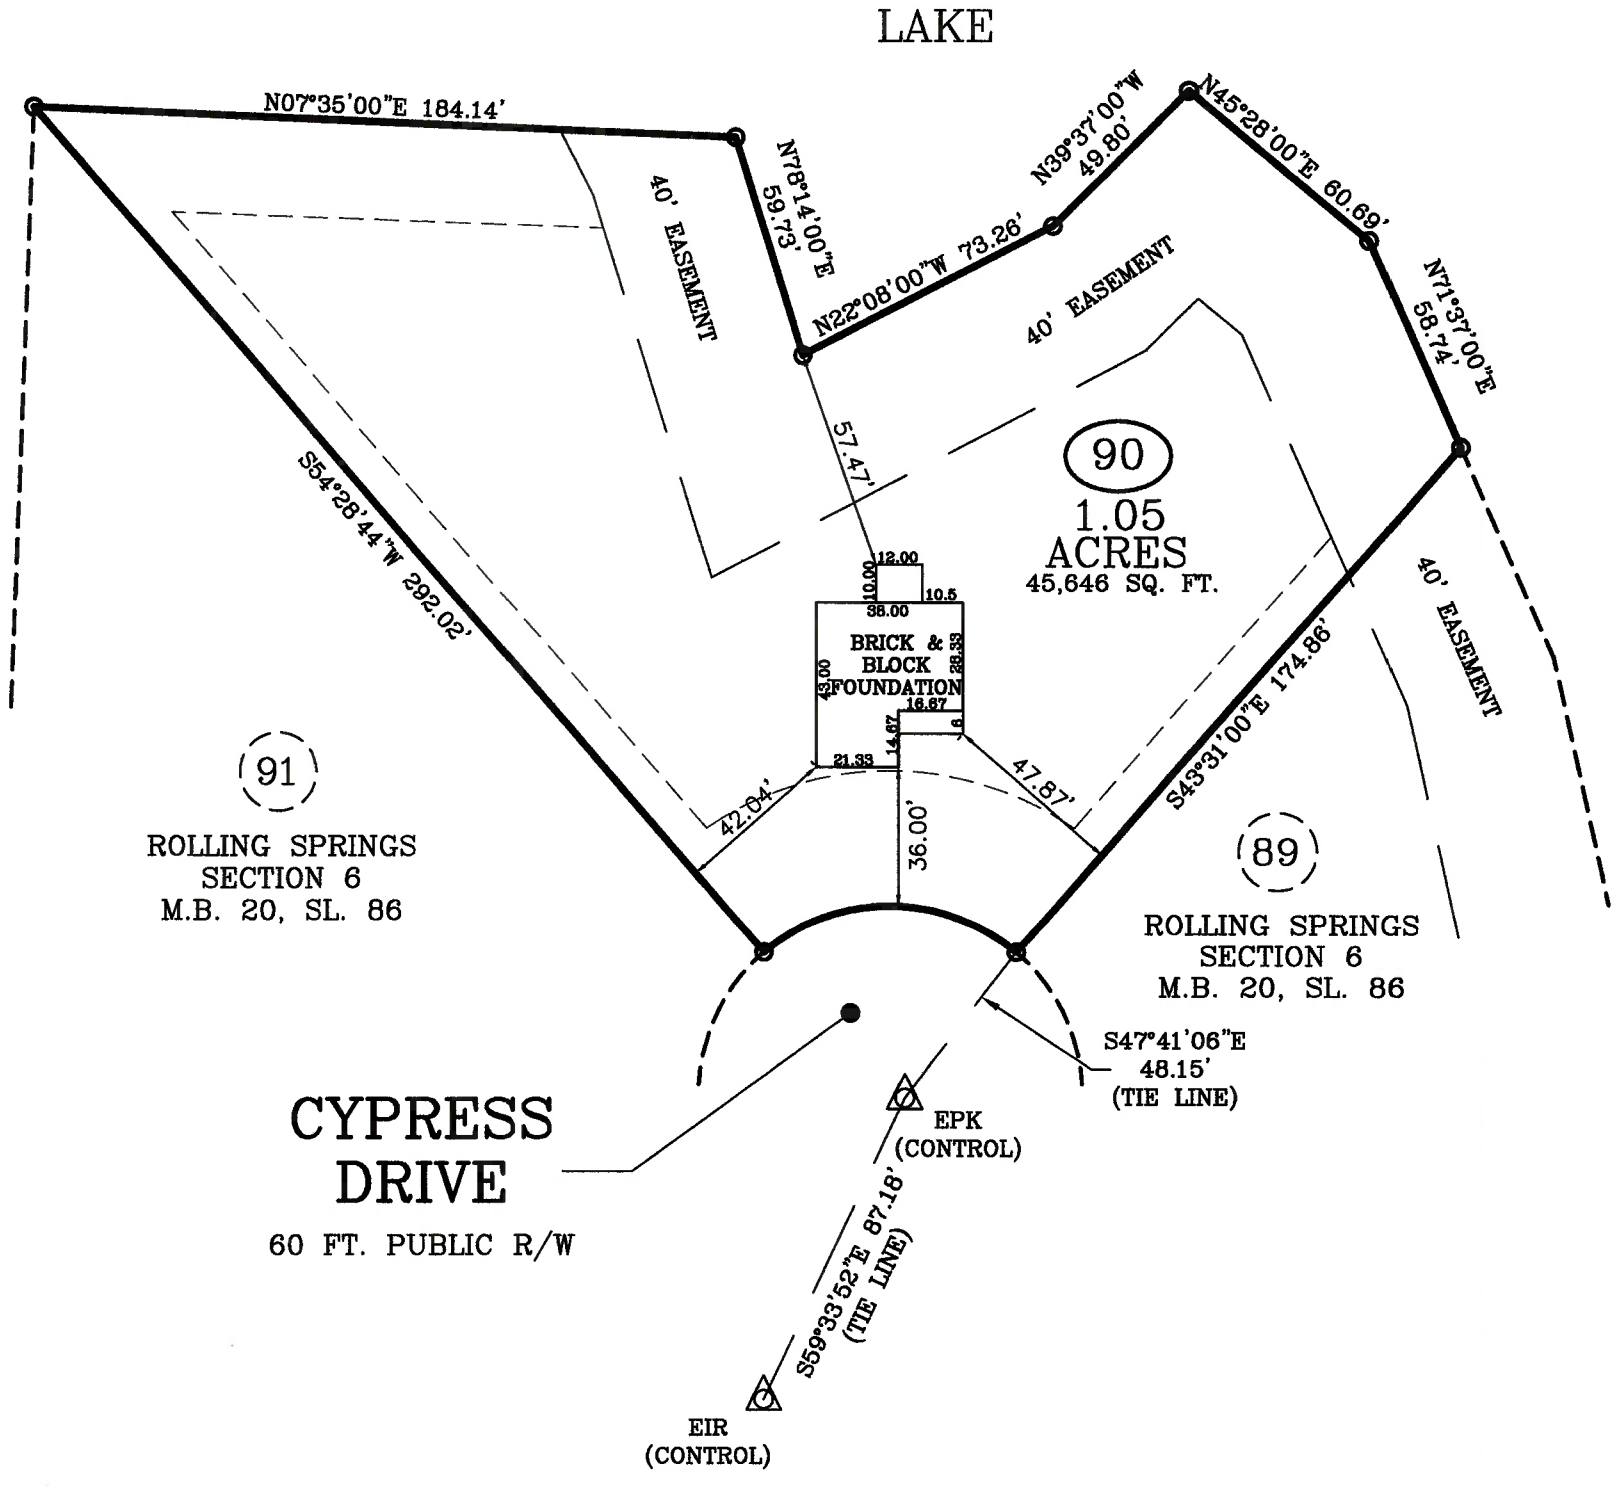 LAKE
N07°35'00"E 184.14'
N78°14'00"E
59.73'
N22°08'00"W 73.26'
N39°37'00"W
49.80'
N45°28'00"E 60.69'
N71°37'00"E
58.74'
40' EASEMENT
40' EASEMENT
40' EASEMENT
57.47'
90
1.05
ACRES
45,646 SQ. FT.
S54°28'44"W 292.02'
S43°31'00"E 174.86'
12.00
10.00
10.5
38.00
BRICK &
BLOCK
FOUNDATION
43.00
28.33
16.67
14.67
6
21.33
42.04'
47.87'
36.00'
91
ROLLING SPRINGS
SECTION 6
M.B. 20, SL. 86
89
ROLLING SPRINGS
SECTION 6
M.B. 20, SL. 86
S47°41'06"E
48.15'
(TIE LINE)
EPK
(CONTROL)
CYPRESS
DRIVE
60 FT. PUBLIC R/W
S59°33'52"E 87.18'
(TIE LINE)
EIR
(CONTROL)